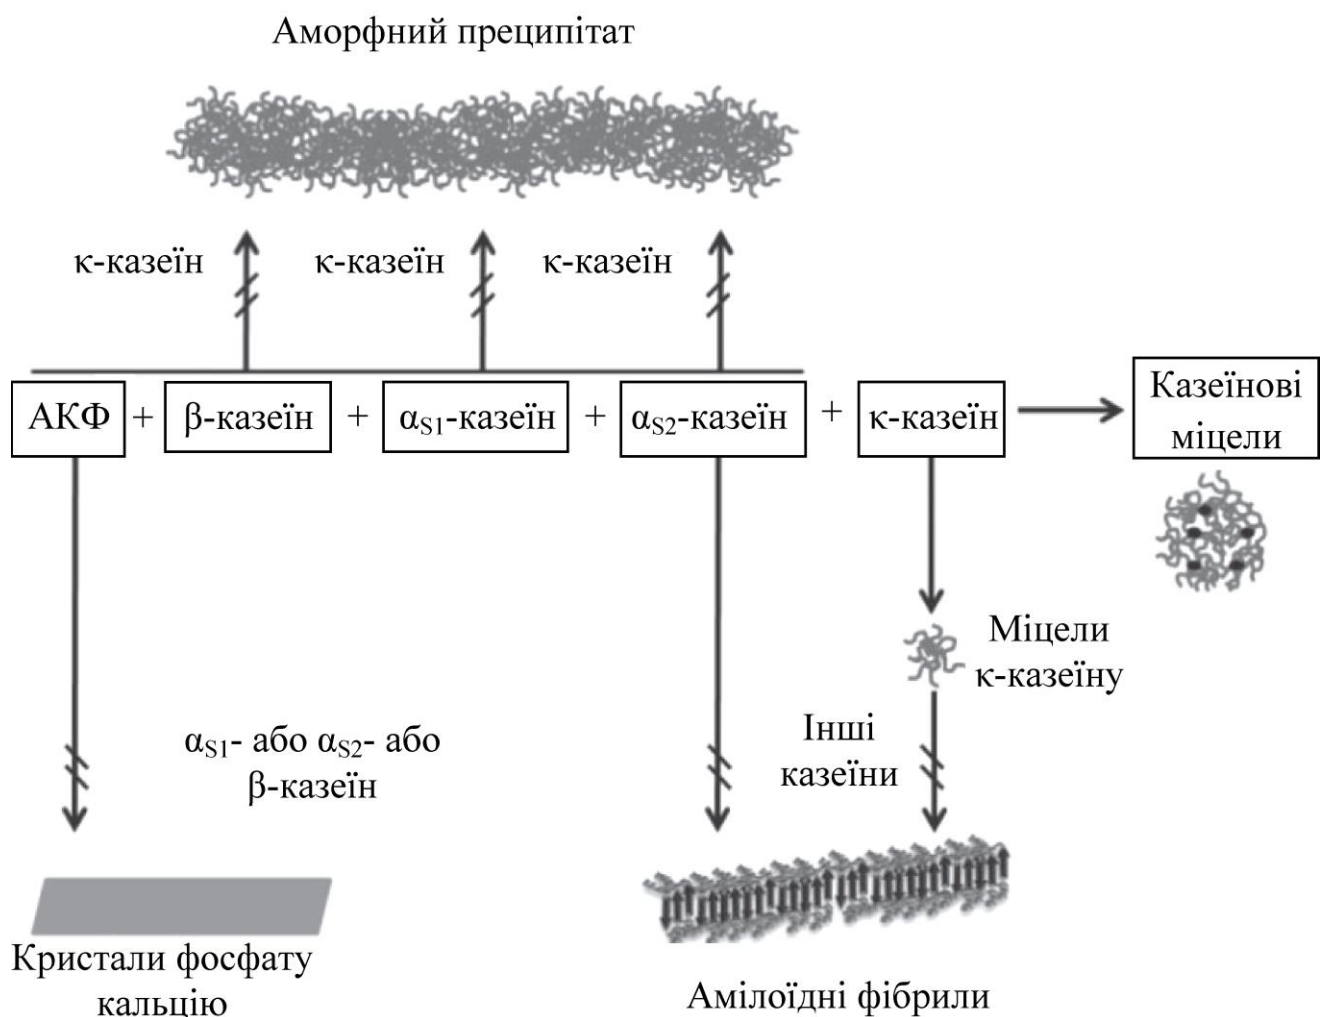 Аморфний преципітат
κ-казеїн κ-казеїн κ-казеїн
АКФ + β-казеїн + αS1-казеїн + αS2-казеїн + κ-казеїн
Казеїнові
міцели
Міцели
κ-казеїну
αS1- або αS2- або
β-казеїн
Інші
казеїни
Кристали фосфату
кальцію
Амілоїдні фібрили